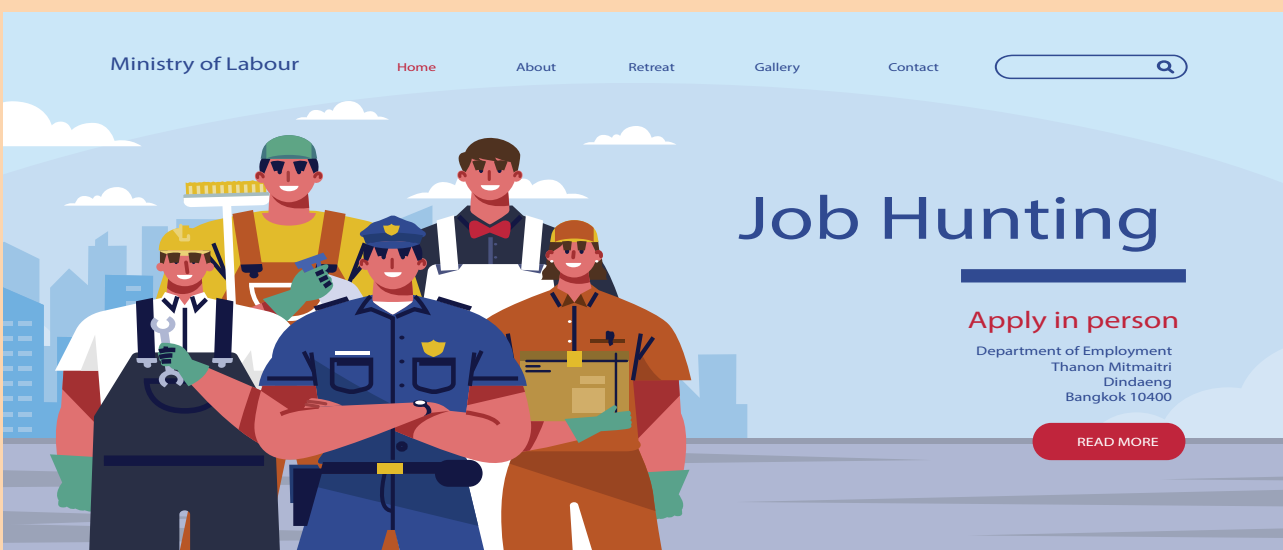 Ministry of Labour
Home
About
Retreat
Gallery
Contact
Job Hunting
Apply in person
Department of Employment
Thanon Mitmaitri
Dindaeng
Bangkok 10400
READ MORE